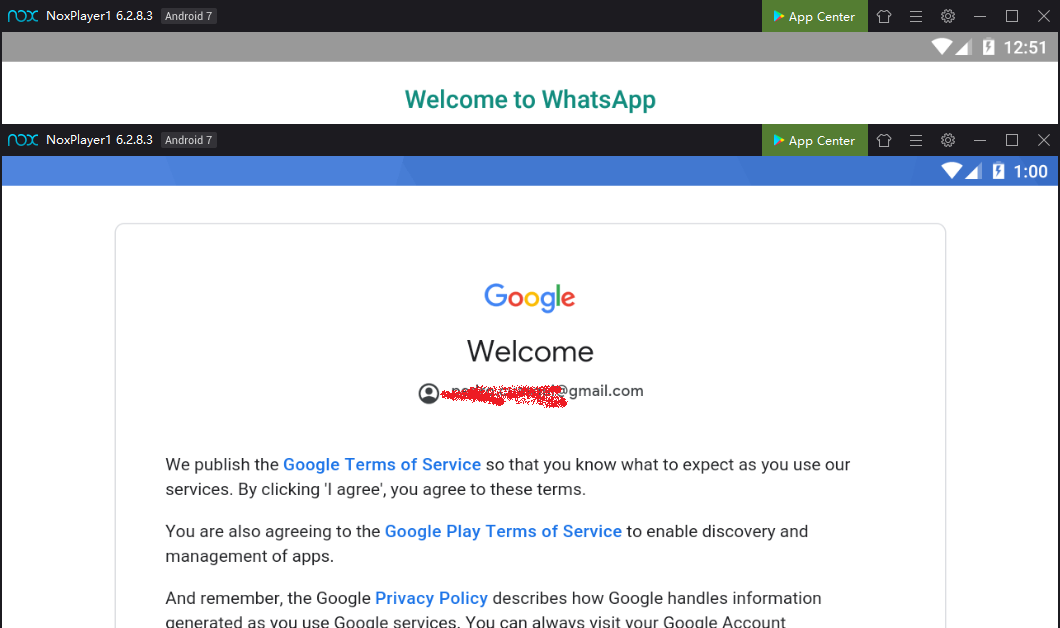 nox NoxPlayer1 6.2.8.3 Android 7 App Center
12:51
Welcome to WhatsApp
nox NoxPlayer1 6.2.8.3 Android 7 App Center
1:00
Google
Welcome
@gmail.com
We publish the Google Terms of Service so that you know what to expect as you use our
services. By clicking 'I agree', you agree to these terms.
You are also agreeing to the Google Play Terms of Service to enable discovery and
management of apps.
And remember, the Google Privacy Policy describes how Google handles information
generated as you use Google services. You can always visit your Google Account